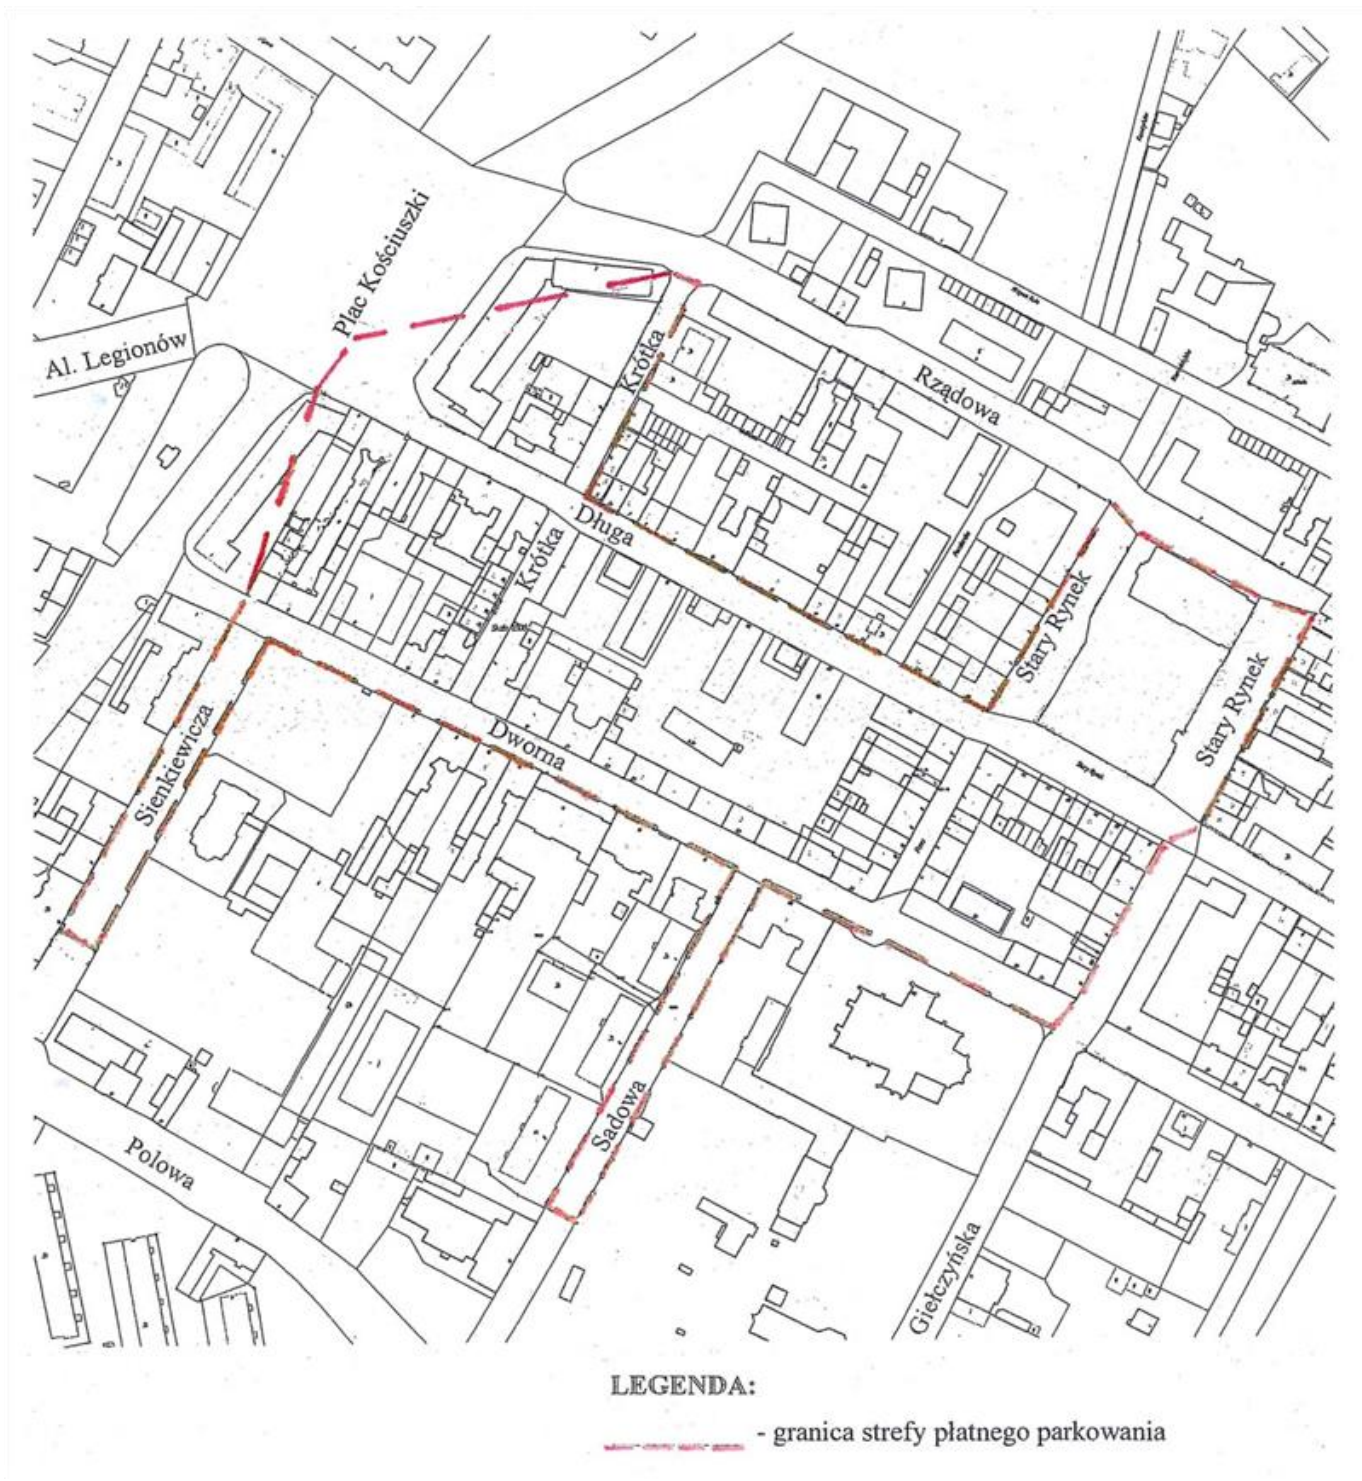 Plac Kościuszki
Al. Legionów
Krótka
Rządowa
Długa
Krótka
Stary Rynek
Stary Rynek
Sienkiewicza
Dworna
Sadowa
Polowa
Giełczyńska
LEGENDA:
- granica strefy płatnego parkowania